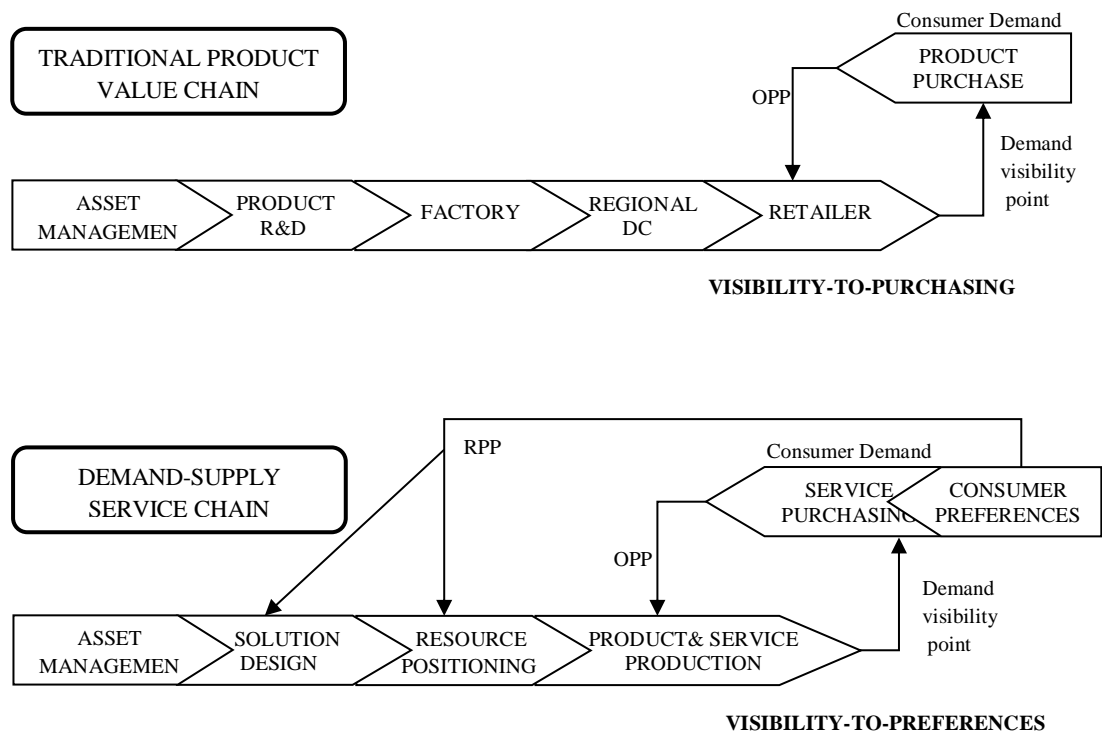 Consumer Demand
TRADITIONAL PRODUCT
VALUE CHAIN
PRODUCT
PURCHASE
OPP
Demand
visibility
point
ASSET
MANAGEMEN
PRODUCT
R&D
FACTORY
REGIONAL
DC
RETAILER
VISIBILITY-TO-PURCHASING
RPP
Consumer Demand
DEMAND-SUPPLY
SERVICE CHAIN
SERVICE
PURCHASING
CONSUMER
PREFERENCES
OPP
Demand
visibility
point
ASSET
MANAGEMEN
SOLUTION
DESIGN
RESOURCE
POSITIONING
PRODUCT& SERVICE
PRODUCTION
VISIBILITY-TO-PREFERENCES